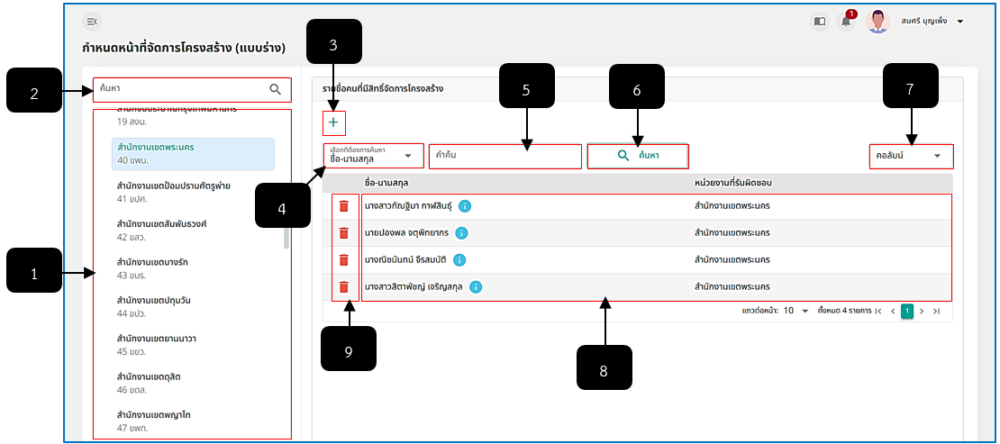 1
สมศรี บุญเพ็ง
กำหนดหน้าที่จัดการโครงสร้าง (แบบร่าง)
3
2
ค้นหา
รายชื่อคนที่มีสิทธิ์จัดการโครงสร้าง
5
6
7
สำนักงบประมาณกรุงเทพมหานคร
19 สงม.
สำนักงานเขตพระนคร
40 ขพน.
เลือกที่ต้องการค้นหา
ชื่อ-นามสกุล
คำค้น
ค้นหา
คอลัมน์
4
ชื่อ-นามสกุล หน่วยงานที่รับผิดชอบ
สำนักงานเขตป้อมปราบศัตรูพ่าย
41 ขปศ.
นางสาวกัญฐิมา กาฬสินธุ์ สำนักงานเขตพระนคร
สำนักงานเขตสัมพันธวงศ์
42 ขสว.
นายปองพล จตุพิทยากร สำนักงานเขตพระนคร
1
สำนักงานเขตบางรัก
43 ขบร.
นางณิชนันทน์ จีรสมบัติ สำนักงานเขตพระนคร
สำนักงานเขตปทุมวัน
44 ขปว.
นางสาวสิตาพัชญ์ เจริญสกุล สำนักงานเขตพระนคร
แถวต่อหน้า: 10 ทั้งหมด 4 รายการ 1
สำนักงานเขตยานนาวา
45 ขยว.
9
8
สำนักงานเขตดุสิต
46 ขดส.
สำนักงานเขตพญาไท
47 ขพท.